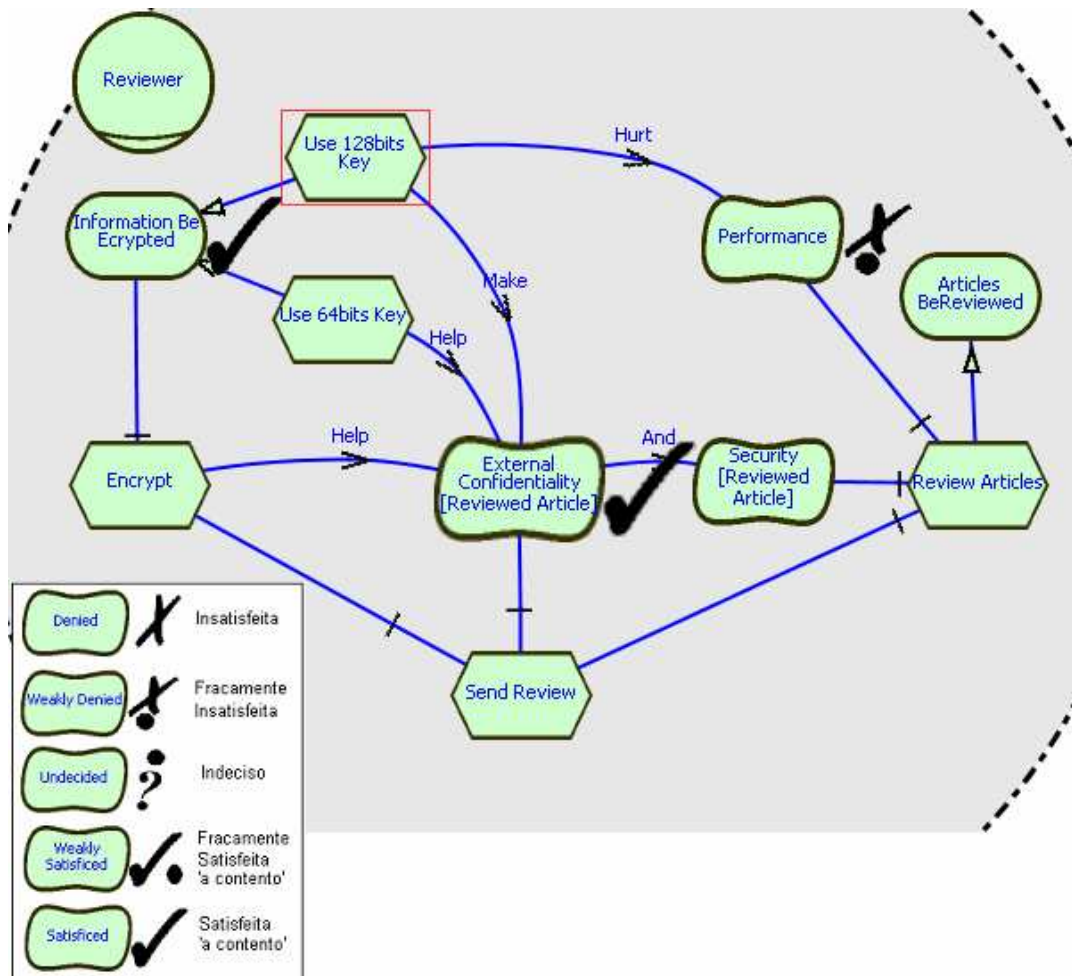 Reviewer
Use 128bits
Key
Hurt
Information Be
Ecrypted
Performance
Articles
BeReviewed
Make
Use 64bits Key
Help
Help
And
Encrypt
External
Confidentiality
[Reviewed Article]
Security
[Reviewed
Article]
Review Articles
Send Review
Denied
Insatisfeita
Weakly Denied
Fracamente
Insatisfeita
Undecided
?
Indeciso
Weakly
Satisficed
Fracamente
Satisfeita
'a contento'
Satisficed
Satisfeita
'a contento'